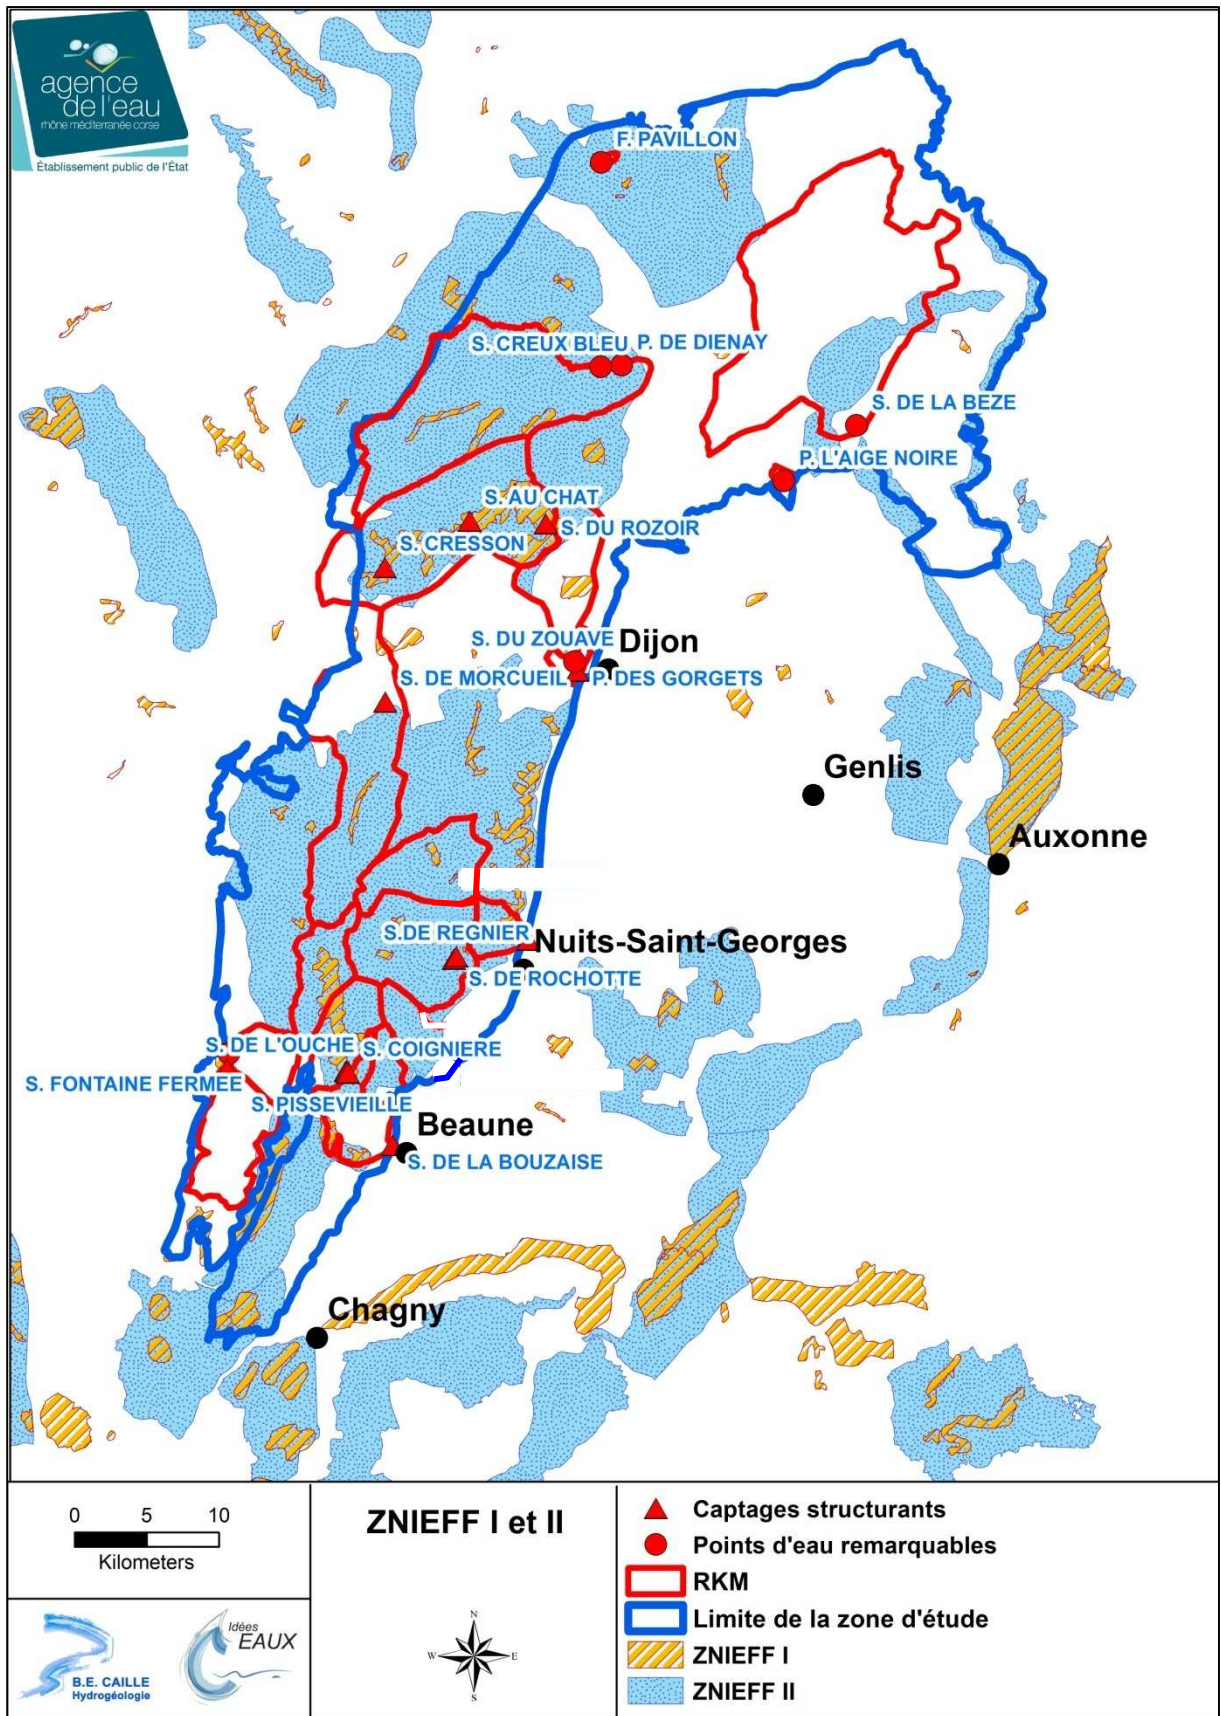 agence
de l'eau
rhône méditerranée corse
Établissement public de l'État
F. PAVILLON
S. CREUX BLEU
P. DE DIENAY
S. DE LA BEZE
P. L'AIGE NOIRE
S. AU CHAT
S. DU ROZOIR
S. CRESSON
S. DU ZOUAVE
Dijon
S. DE MORCUEIL
P. DES GORGETS
Genlis
Auxonne
S.DE REGNIER
Nuits-Saint-Georges
S. DE ROCHOTTE
S. DE L'OUCHE
S. COIGNIERE
S. FONTAINE FERMEE
S. PISSEVIEILLE
Beaune
S. DE LA BOUZAISE
Chagny
0 5 10
Kilometers
B.E. CAILLE
Hydrogéologie
Idées
EAUX
ZNIEFF I et II
N
W E
S
Captages structurants
Points d'eau remarquables
RKM
Limite de la zone d'étude
ZNIEFF I
ZNIEFF II